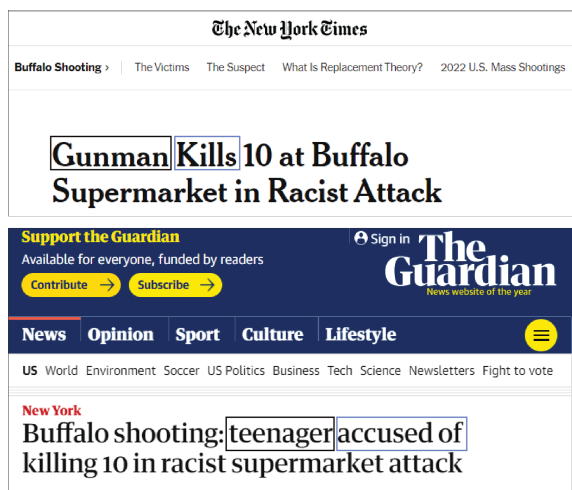 The New York Times
Buffalo Shooting › The Victims The Suspect What Is Replacement Theory? 2022 U.S. Mass Shootings
Gunman Kills 10 at Buffalo
Supermarket in Racist Attack
Support the Guardian
Available for everyone, funded by readers
Contribute → Subscribe →
Sign in
The
Guardian
News website of the year
News Opinion Sport Culture Lifestyle
US World Environment Soccer US Politics Business Tech Science Newsletters Fight to vote
New York
Buffalo shooting: teenager accused of
killing 10 in racist supermarket attack